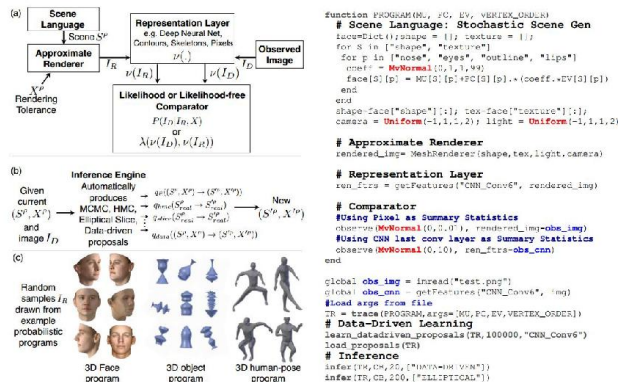 (a)
Scene
Language
Scene S^ρ
Approximate
Renderer
X^ρ
Rendering
Tolerance
I_R
Representation Layer
e.g. Deep Neural Net,
Contours, Skeletons, Pixels
ν(.)
I_D
Observed
Image
ν(I_R)
ν(I_D)
Likelihood or Likelihood-free
Comparator
P(I_D|I_R, X)
or
λ(ν(I_D), ν(I_R))
(b)
Given
current
(S^ρ, X^ρ)
and
image I_D
Inference Engine
Automatically
produces
MCMC, HMC,
Elliptical Slice,
Data-driven
proposals
New
(S'^ρ, X'^ρ)
(c)
Random
samples I_R
drawn from
example
probabilistic
programs
3D Face
program
3D object
program
3D human-pose
program
function PROGRAM(MU, PC, EV, VERTEX_ORDER)
# Scene Language: Stochastic Scene Gen
face=Dict();shape = []; texture = [];
for S in ["shape", "texture"]
for p in ["nose", "eyes", "outline", "lips"]
coeff = MvNormal(0,1,1,99)
face[S][p] = MU[S][p]+PC[S][p].*(coeff.*EV[S][p])
end
end
shape=face["shape"][:]; tex=face["texture"][:];
camera = Uniform(-1,1,1,2); light = Uniform(-1,1,1,2)
# Approximate Renderer
rendered_img= MeshRenderer(shape,tex,light,camera)
# Representation Layer
ren_ftrs = getFeatures("CNN_Conv6", rendered_img)
# Comparator
#Using Pixel as Summary Statistics
observe(MvNormal(0,0.01), rendered_img-obs_img)
#Using CNN last conv layer as Summary Statistics
observe(MvNormal(0,10), ren_ftrs-obs_cnn)
end
global obs_img = imread("test.png")
global obs_cnn = getFeatures("CNN_Conv6", img)
#Load args from file
TR = trace(PROGRAM,args=[MU,PC,EV,VERTEX_ORDER])
# Data-Driven Learning
learn_datadriven_proposals(TR,100000,"CNN_Conv6")
load_proposals(TR)
# Inference
infer(TR,CB,20,["DATA-DRIVEN"])
infer(TR,CB,200,["ELLIPTICAL"])